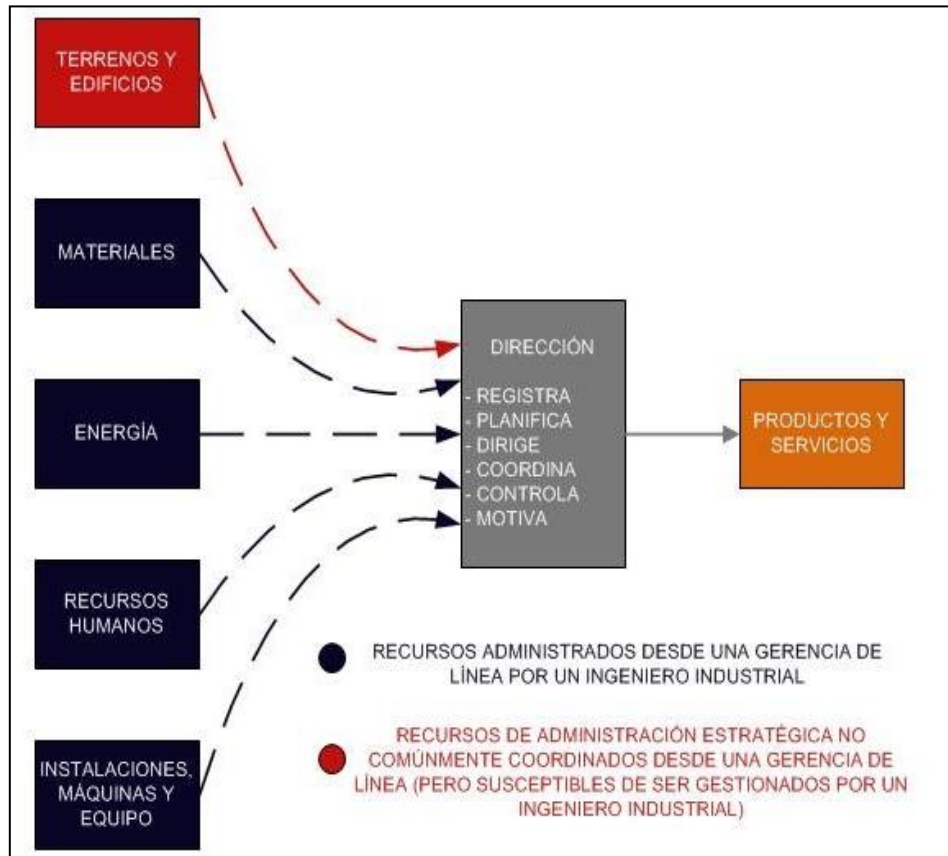 TERRENOS Y
EDIFICIOS
MATERIALES
ENERGÍA
RECURSOS
HUMANOS
INSTALACIONES,
MÁQUINAS Y
EQUIPO
DIRECCIÓN
- REGISTRA
- PLANIFICA
- DIRIGE
- COORDINA
- CONTROLA
- MOTIVA
PRODUCTOS Y
SERVICIOS
RECURSOS ADMINISTRADOS DESDE UNA GERENCIA DE
LÍNEA POR UN INGENIERO INDUSTRIAL
RECURSOS DE ADMINISTRACIÓN ESTRATÉGICA NO
COMÚNMENTE COORDINADOS DESDE UNA GERENCIA DE
LÍNEA (PERO SUSCEPTIBLES DE SER GESTIONADOS POR UN
INGENIERO INDUSTRIAL)